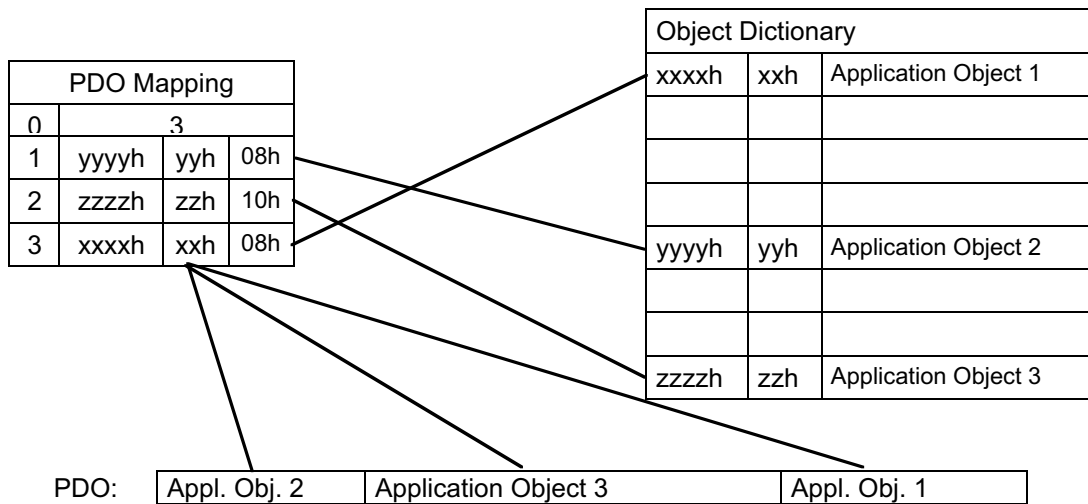 Object Dictionary
xxxxh xxh Application Object 1
yyyyh yyh Application Object 2
zzzzh zzh Application Object 3
PDO Mapping
0 3
1 yyyyh yyh 08h
2 zzzzh zzh 10h
3 xxxxh xxh 08h
PDO: Appl. Obj. 2 Application Object 3 Appl. Obj. 1